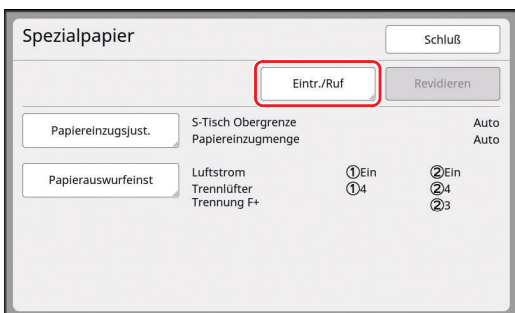 Spezialpapier
Schluß
Eintr./Ruf
Revidieren
Papiereinzugsjust.
S-Tisch Obergrenze Auto
Papiereinzugmenge Auto
Papierauswurfeinst
Luftstrom ①Ein ②Ein
Trennlüfter ①4 ②4
Trennung F+ ②3